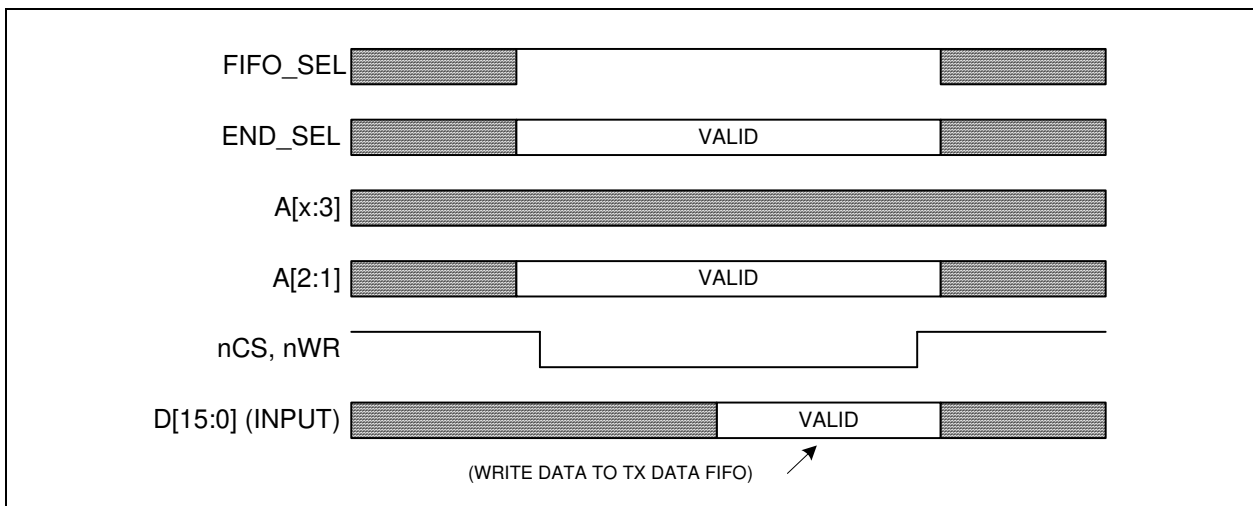 FIFO_SEL
END_SEL VALID
A[x:3]
A[2:1] VALID
nCS, nWR
D[15:0] (INPUT) VALID
(WRITE DATA TO TX DATA FIFO)